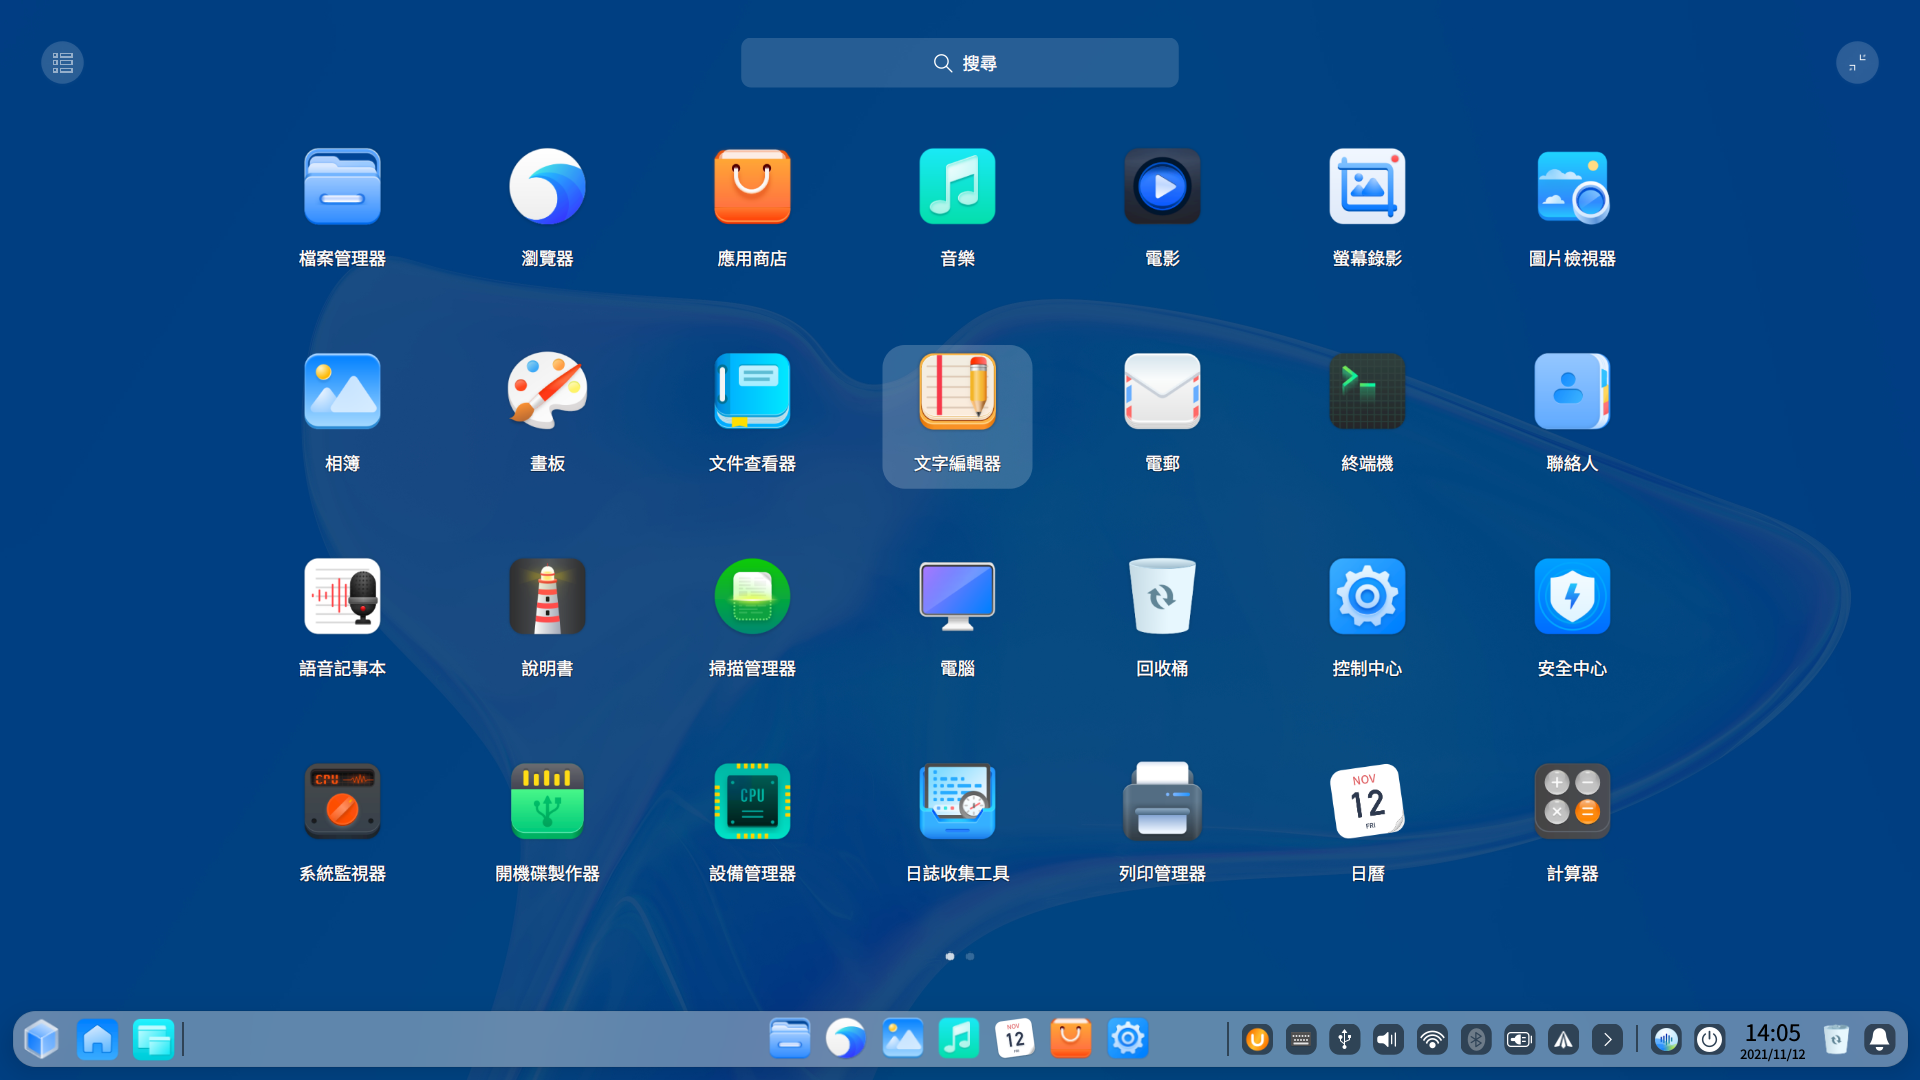 搜尋
檔案管理器
瀏覽器
應用商店
音樂
電影
螢幕錄影
圖片檢視器
相簿
畫板
文件查看器
文字編輯器
電郵
終端機
聯絡人
語音記事本
說明書
掃描管理器
電腦
回收桶
控制中心
安全中心
CPU
CPU
NOV
12
FRI
系統監視器
開機碟製作器
設備管理器
日誌收集工具
列印管理器
日曆
計算器
NOV
12
14:05
2021/11/12